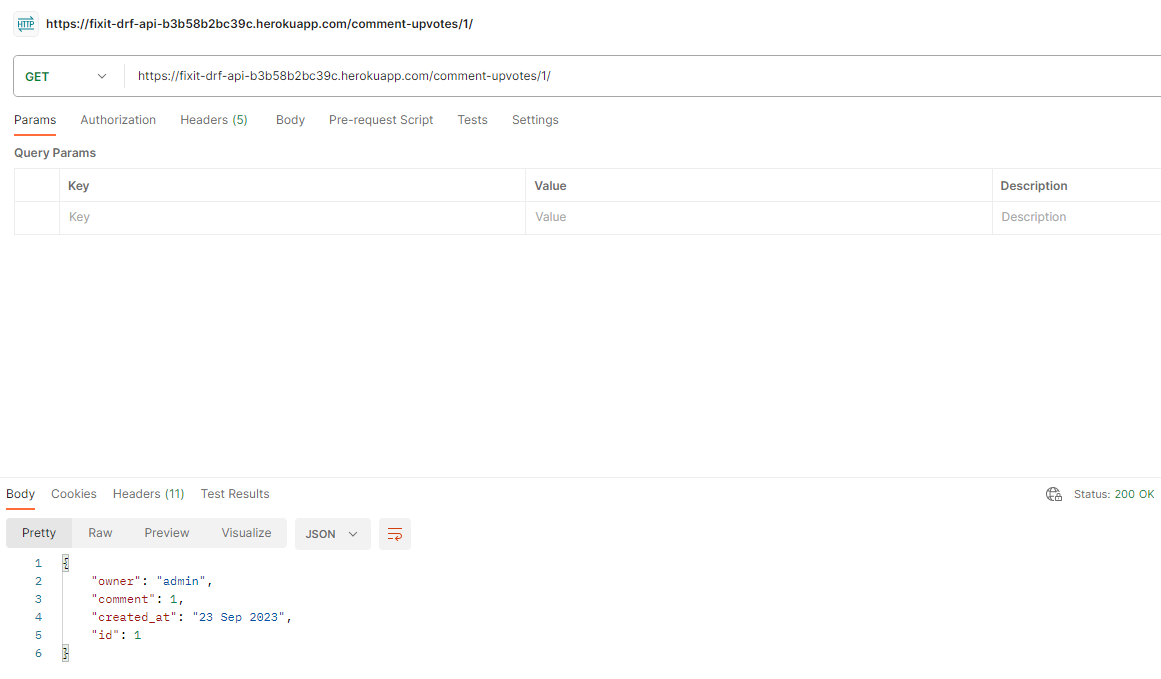 HTTP https://fixit-drf-api-b3b58b2bc39c.herokuapp.com/comment-upvotes/1/
GET https://fixit-drf-api-b3b58b2bc39c.herokuapp.com/comment-upvotes/1/
Params Authorization Headers (5) Body Pre-request Script Tests Settings
Query Params
Key Value Description
Key Value Description
Body Cookies Headers (11) Test Results Status: 200 OK
Pretty Raw Preview Visualize JSON
1 {
2 "owner": "admin",
3 "comment": 1,
4 "created_at": "23 Sep 2023",
5 "id": 1
6 }